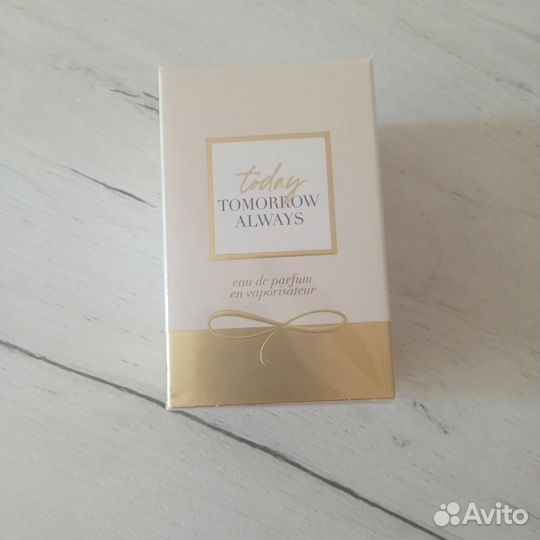 today
TOMORROW
ALWAYS
eau de parfum
en vaporisateur
Avito